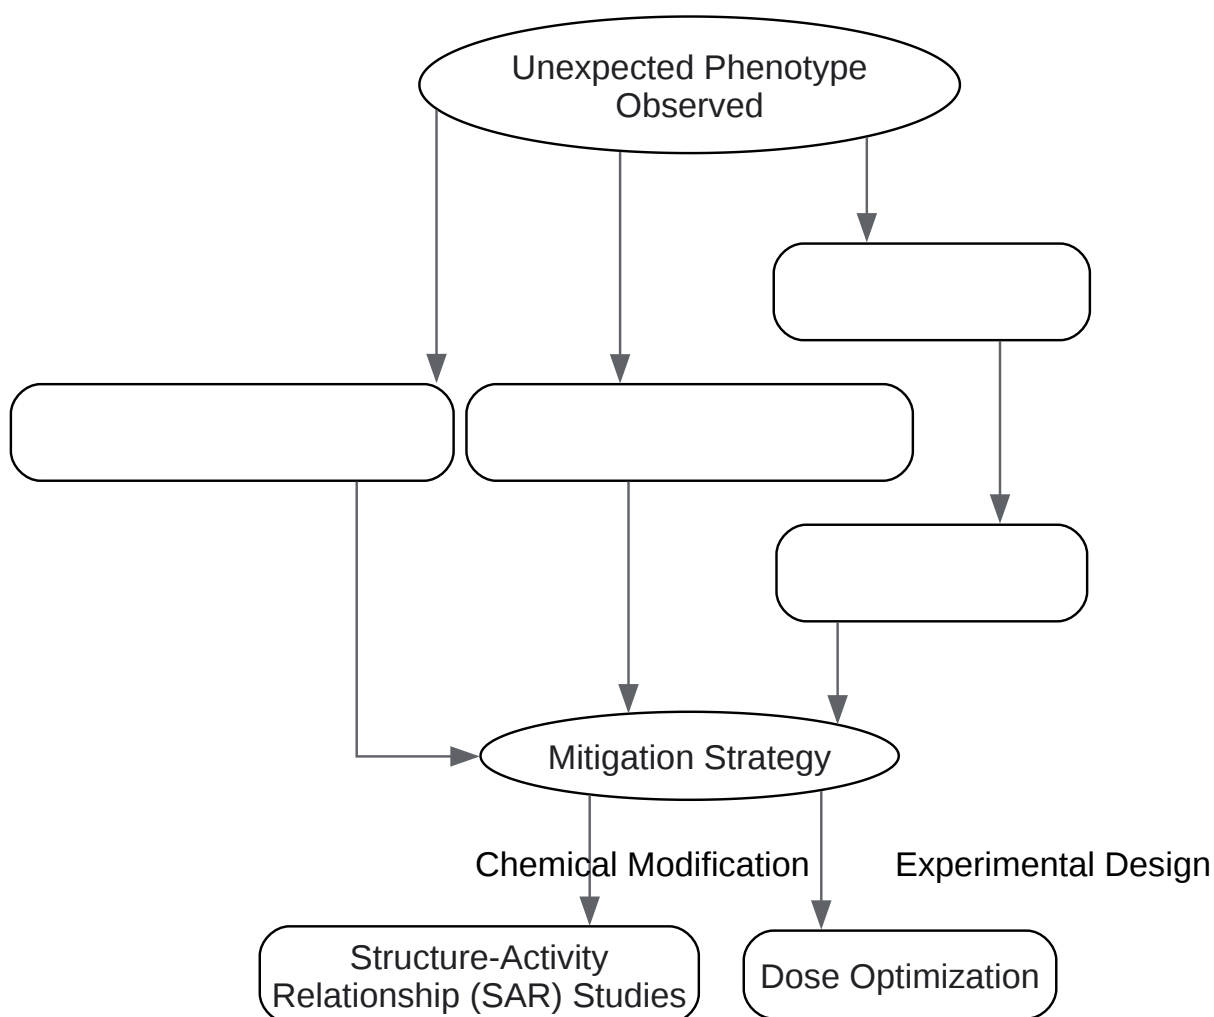 Unexpected Phenotype
Observed
Mitigation Strategy
Chemical Modification
Experimental Design
Structure-Activity
Relationship (SAR) Studies
Dose Optimization